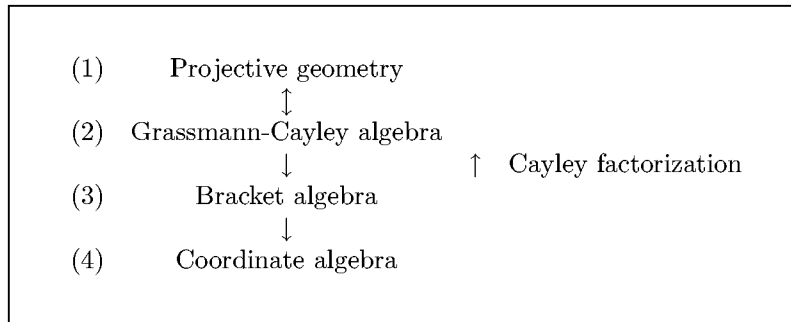 (1) Projective geometry
↕
(2) Grassmann-Cayley algebra
↓ ↑ Cayley factorization
(3) Bracket algebra
↓
(4) Coordinate algebra